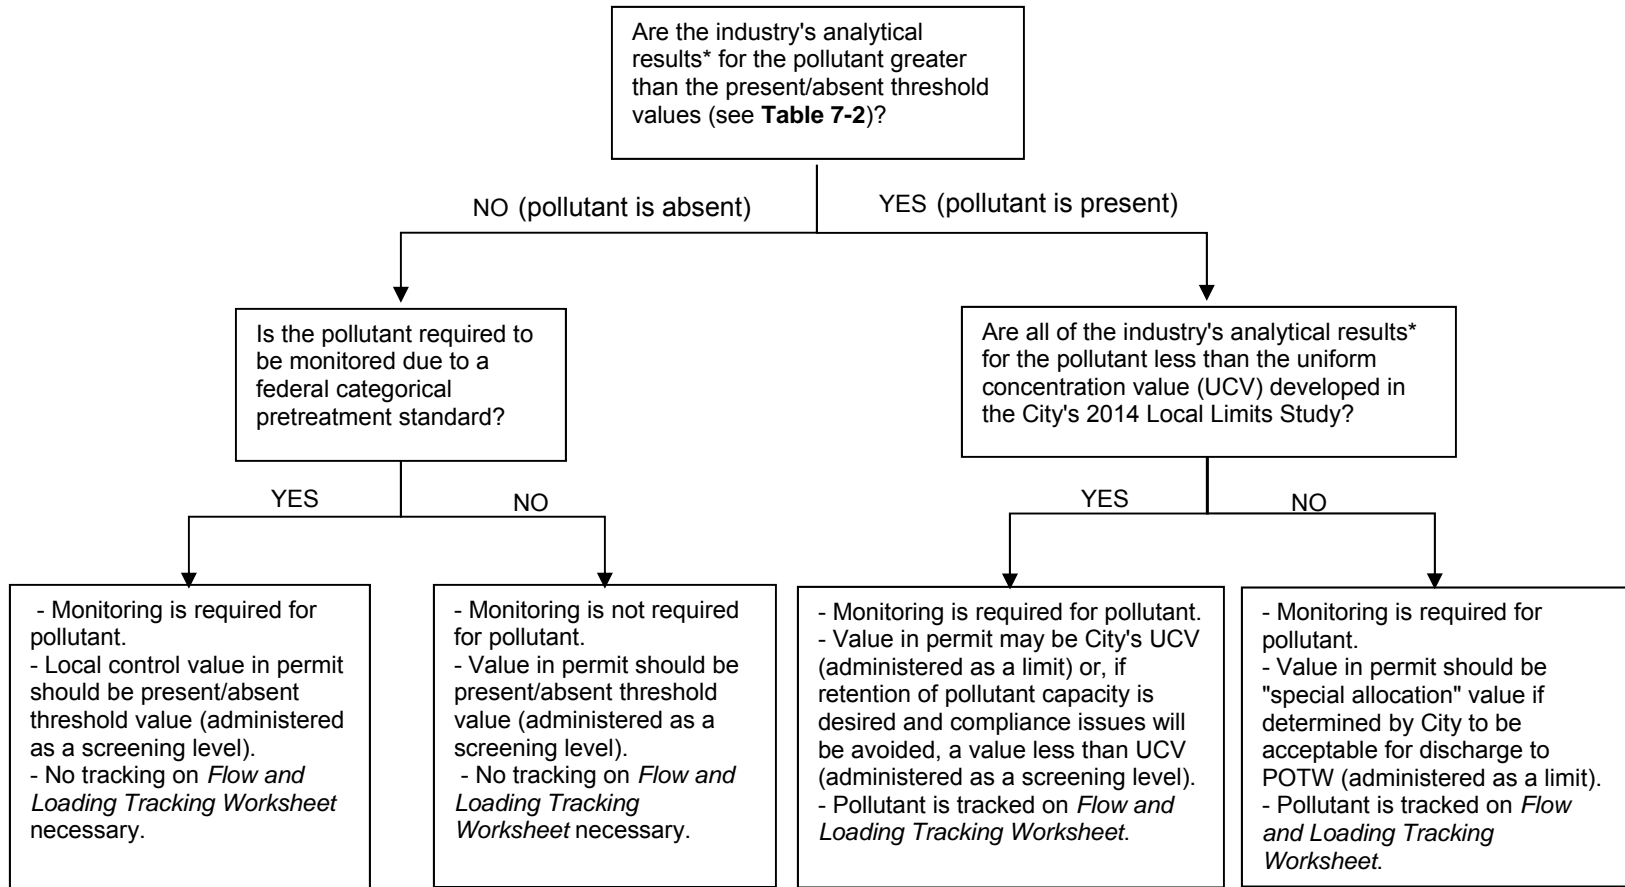 Are the industry's analytical
results* for the pollutant greater
than the present/absent threshold
values (see Table 7-2)?
NO (pollutant is absent)
YES (pollutant is present)
Is the pollutant required to
be monitored due to a
federal categorical
pretreatment standard?
Are all of the industry's analytical results*
for the pollutant less than the uniform
concentration value (UCV) developed in
the City's 2014 Local Limits Study?
YES
NO
YES
NO
- Monitoring is required for
pollutant.
- Local control value in permit
should be present/absent
threshold value (administered
as a screening level).
- No tracking on Flow and
Loading Tracking Worksheet
necessary.
- Monitoring is not required
for pollutant.
- Value in permit should be
present/absent threshold
value (administered as a
screening level).
- No tracking on Flow and
Loading Tracking
Worksheet necessary.
- Monitoring is required for pollutant.
- Value in permit may be City's UCV
(administered as a limit) or, if
retention of pollutant capacity is
desired and compliance issues will
be avoided, a value less than UCV
(administered as a screening level).
- Pollutant is tracked on Flow and
Loading Tracking Worksheet.
- Monitoring is required for
pollutant.
- Value in permit should be
"special allocation" value if
determined by City to be
acceptable for discharge to
POTW (administered as a limit).
- Pollutant is tracked on Flow
and Loading Tracking
Worksheet.